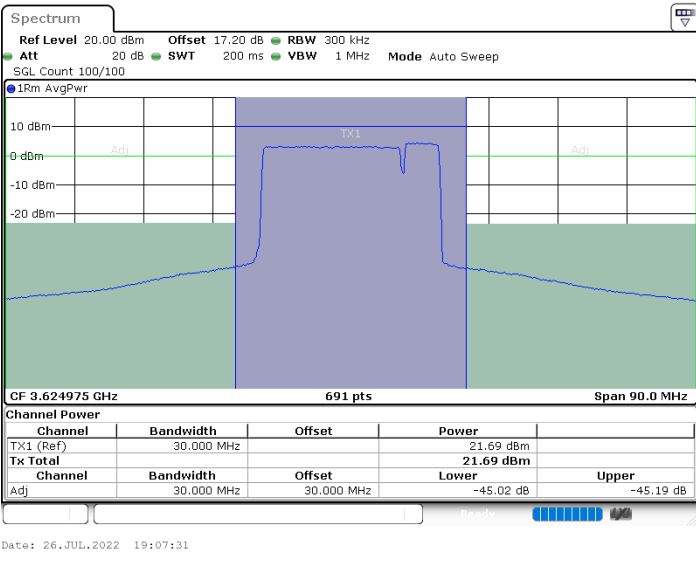 Spectrum
Ref Level 20.00 dBm Offset 17.20 dB RBW 300 kHz
Att 20 dB SWT 200 ms VBW 1 MHz Mode Auto Sweep
SGL Count 100/100
1Rm AvgPwr
10 dBm
TX1
0 dBm Adj Adj
-10 dBm
-20 dBm
CF 3.624975 GHz 691 pts Span 90.0 MHz
Channel Power
Channel Bandwidth Offset Power
TX1 (Ref) 30.000 MHz 21.69 dBm
Tx Total 21.69 dBm
Channel Bandwidth Offset Lower Upper
Adj 30.000 MHz 30.000 MHz -45.02 dB -45.19 dB
Ready
Date: 26.JUL.2022 19:07:31